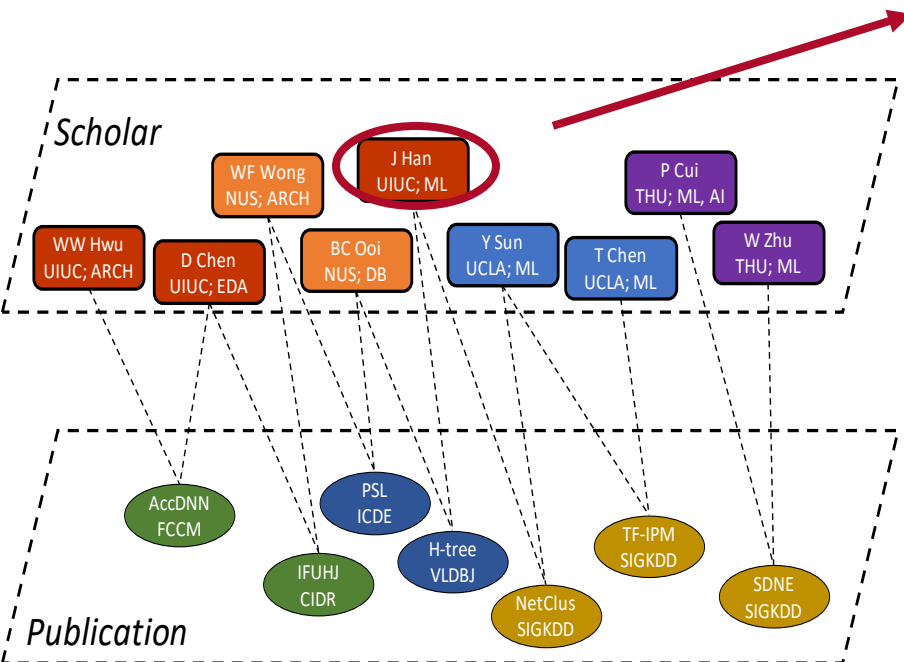 Scholar
J Han
UIUC; ML
WF Wong
NUS; ARCH
P Cui
THU; ML, AI
WW Hwu
UIUC; ARCH
D Chen
UIUC; EDA
BC Ooi
NUS; DB
Y Sun
UCLA; ML
T Chen
UCLA; ML
W Zhu
THU; ML
AccDNN
FCCM
PSL
ICDE
IFUHJ
CIDR
H-tree
VLDBJ
NetClus
SIGKDD
TF-IPM
SIGKDD
SDNE
SIGKDD
Publication